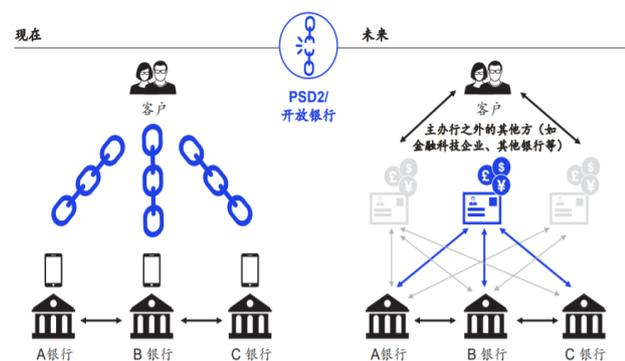 现在
未来
PSD2/
开放银行
客户
客户
主办行之外的其他方（如
金融科技企业、其他银行等）
£ $ ¥
£ $ ¥
£ $ ¥
A银行
B 银行
C 银行
A银行
B 银行
C 银行